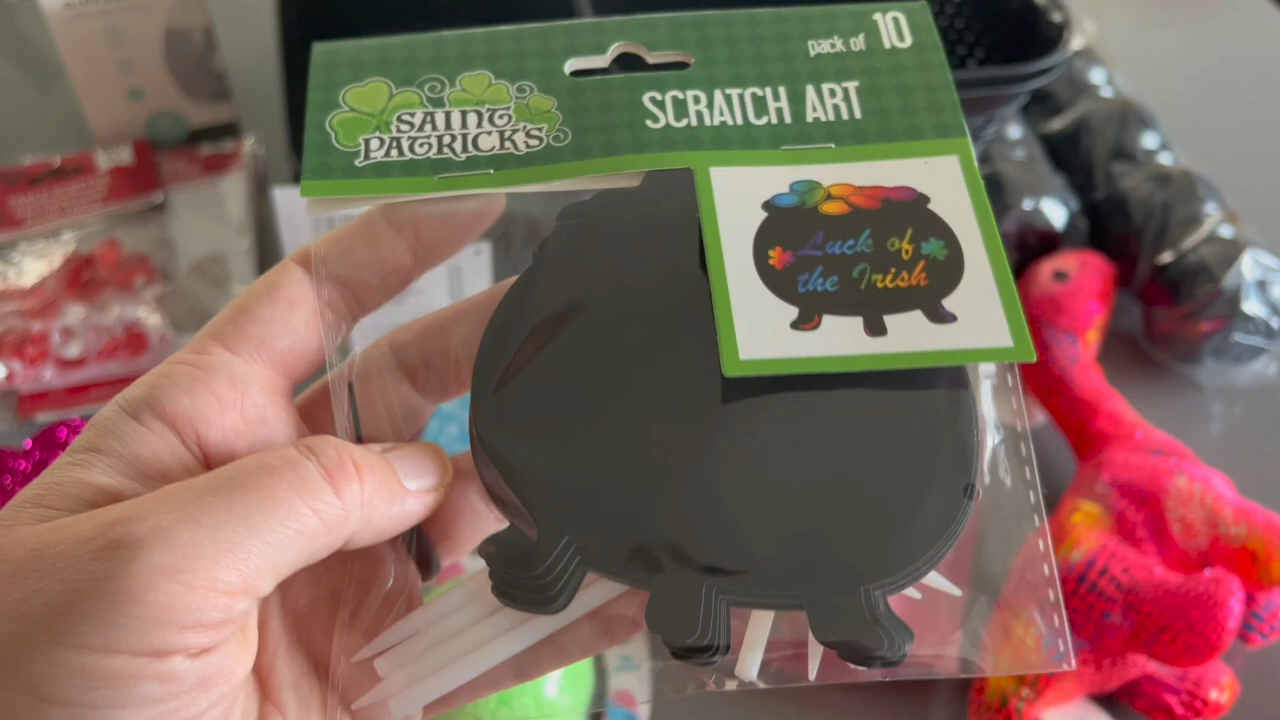 pack of 10
SAINT
PATRICK'S
SCRATCH ART
Luck of
the Irish